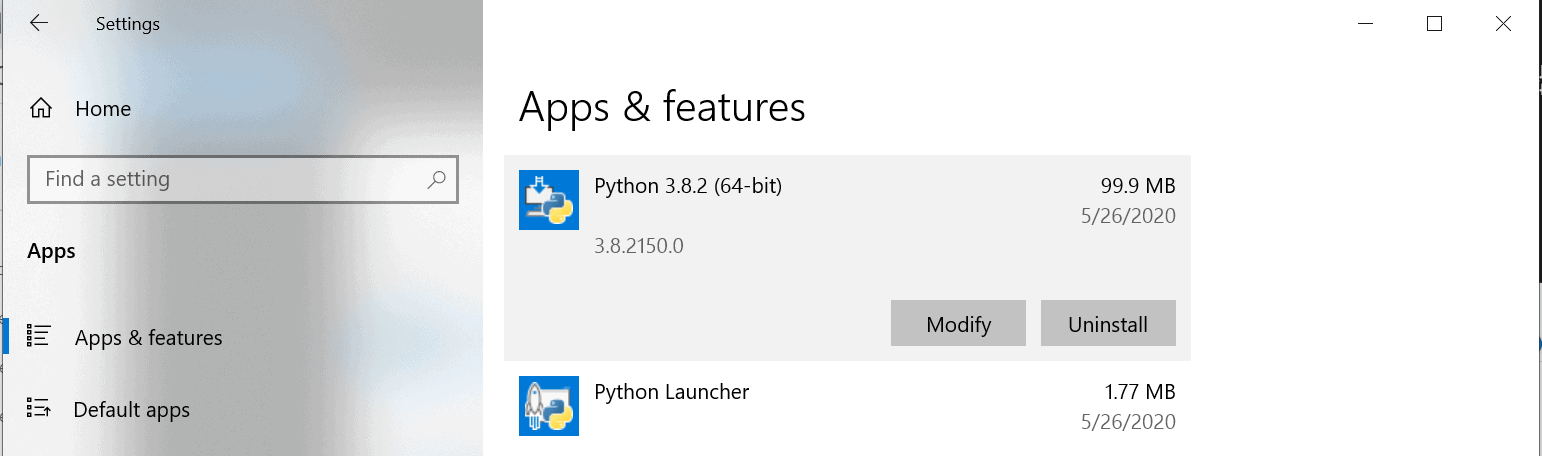 Settings
Home
Find a setting
Apps
Apps & features
Default apps
Apps & features
Python 3.8.2 (64-bit) 99.9 MB
5/26/2020
3.8.2150.0
Modify Uninstall
Python Launcher 1.77 MB
5/26/2020